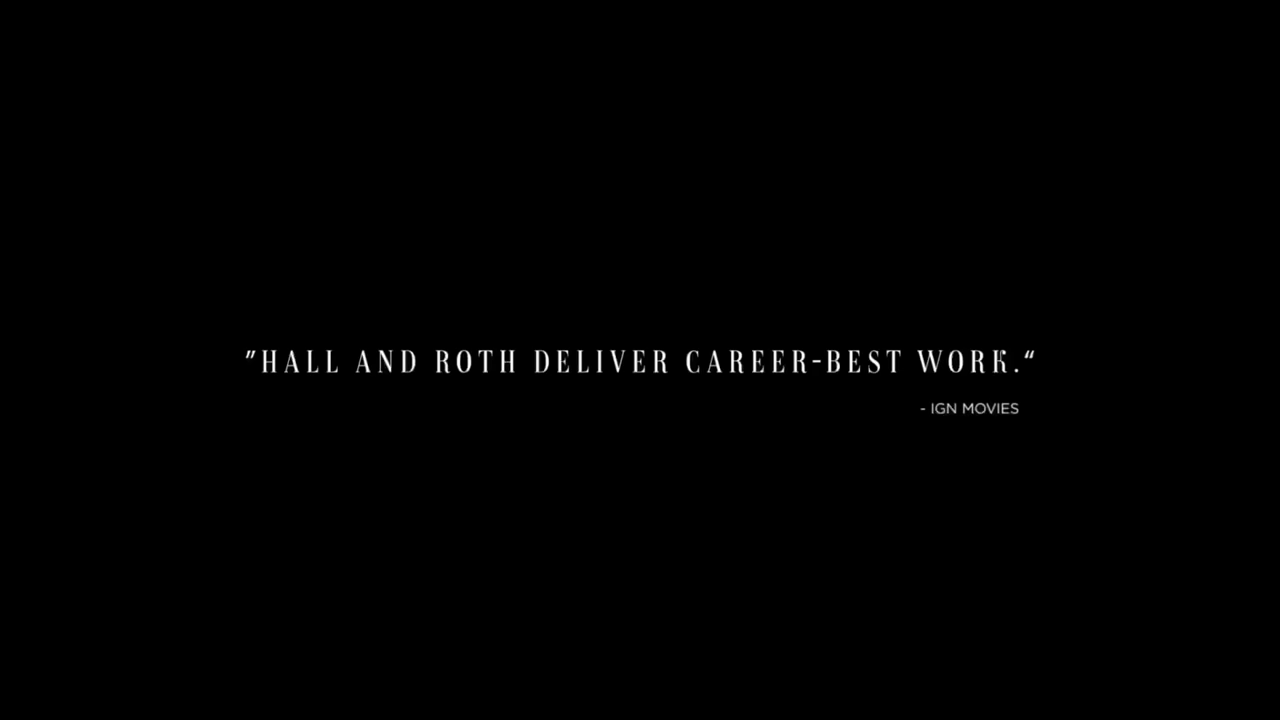 "HALL AND ROTH DELIVER CAREER-BEST WORK."
- IGN MOVIES